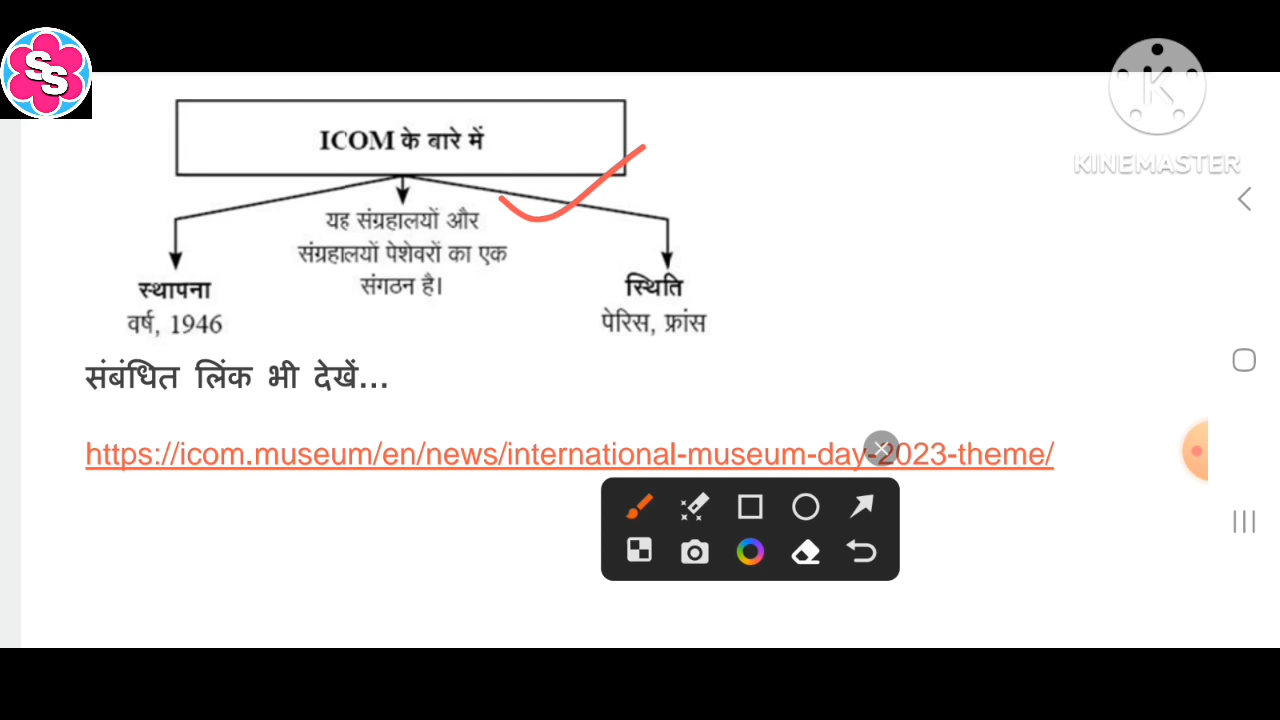 SS
KINEMASTER
ICOM के बारे में
यह संग्रहालयों और
संग्रहालयों पेशेवरों का एक
संगठन है।
स्थापना
वर्ष, 1946
स्थिति
पेरिस, फ्रांस
संबंधित लिंक भी देखें...
https://icom.museum/en/news/international-museum-day-2023-theme/